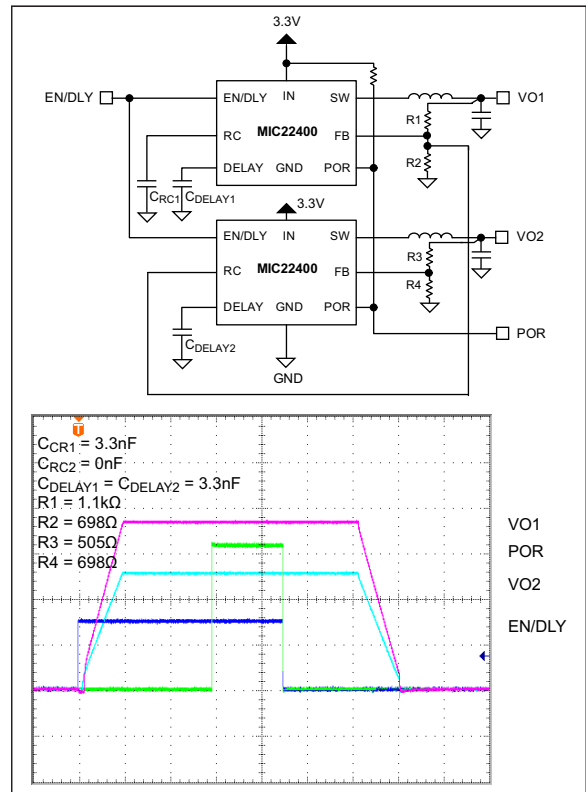 3.3V
EN/DLY
EN/DLY IN SW
VO1
RC MIC22400 FB
R1
DELAY GND POR
R2
CRC1 CDELAY1
3.3V
EN/DLY IN SW
VO2
RC MIC22400 FB
R3
R4
DELAY GND POR
POR
CDELAY2
GND
T
CCR1 = 3.3nF
CRC2 = 0nF
CDELAY1 = CDELAY2 = 3.3nF
R1 = 1.1kΩ
R2 = 698Ω
R3 = 505Ω
R4 = 698Ω
VO1
POR
VO2
EN/DLY